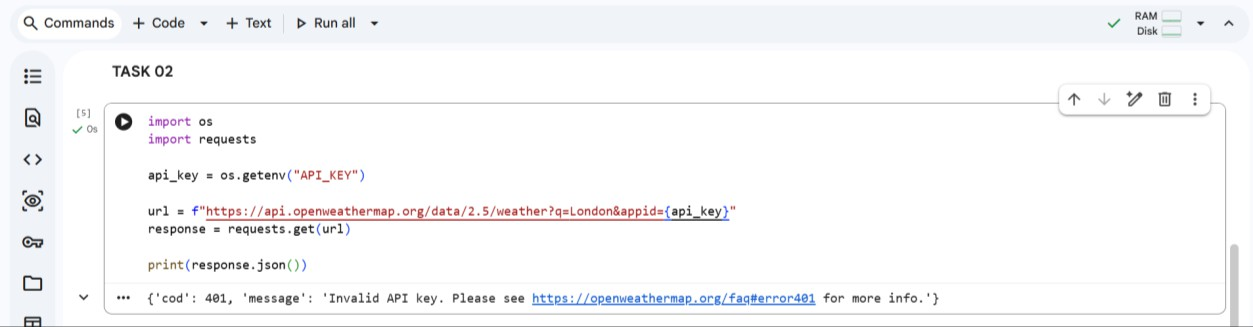 Commands + Code + Text Run all RAM
Disk
TASK 02
[5]
0s
import os
import requests
api_key = os.getenv("API_KEY")
url = f"https://api.openweathermap.org/data/2.5/weather?q=London&appid={api_key}"
response = requests.get(url)
print(response.json())
{'cod': 401, 'message': 'Invalid API key. Please see https://openweathermap.org/faq#error401 for more info.'}